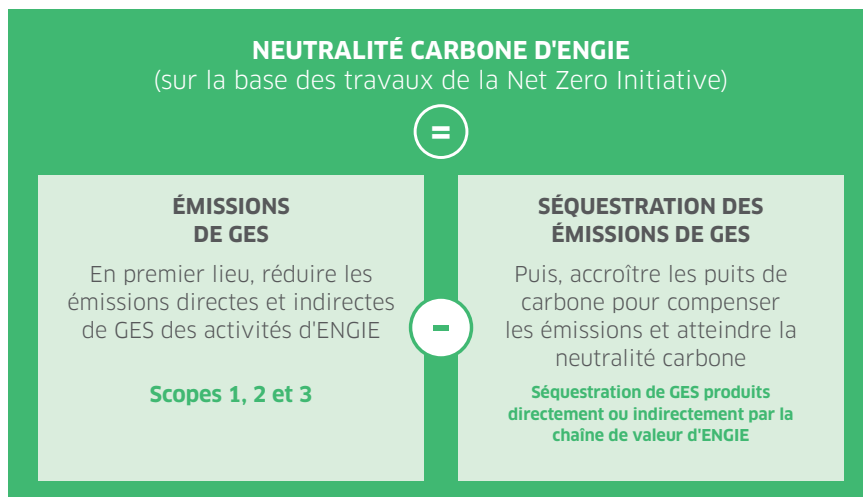 NEUTRALITÉ CARBONE D'ENGIE
(sur la base des travaux de la Net Zero Initiative)
=
ÉMISSIONS
DE GES
En premier lieu, réduire les
émissions directes et indirectes
de GES des activités d'ENGIE
Scopes 1, 2 et 3
-
SÉQUESTRATION DES
ÉMISSIONS DE GES
Puis, accroître les puits de
carbone pour compenser
les émissions et atteindre la
neutralité carbone
Séquestration de GES produits
directement ou indirectement par la
chaîne de valeur d'ENGIE